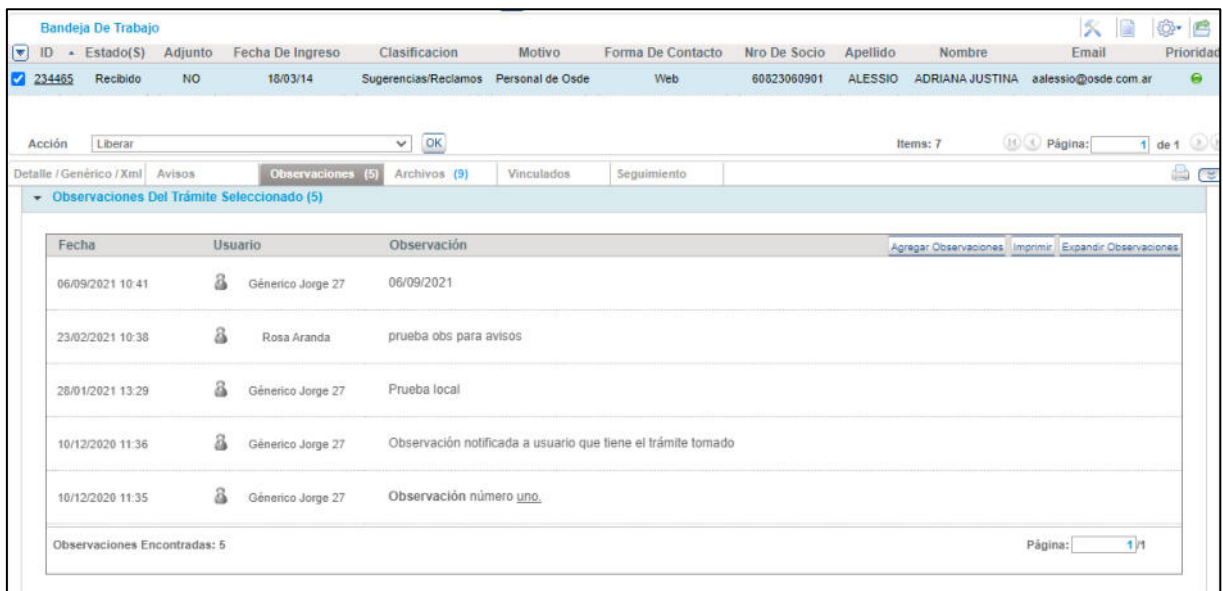 Bandeja De Trabajo
ID Estado(S) Adjunto Fecha De Ingreso Clasificacion Motivo Forma De Contacto Nro De Socio Apellido Nombre Email Prioridad
234465 Recibido NO 18/03/14 Sugerencias/Reclamos Personal de Osde Web 60823060901 ALESSIO ADRIANA JUSTINA aalessio@osde.com.ar
Acción Liberar OK Items: 7 Página: 1 de 1
Detalle / Genérico / Xml Avisos Observaciones (5) Archivos (9) Vinculados Seguimiento
Observaciones Del Trámite Seleccionado (5)
Fecha Usuario Observación Agregar Observaciones Imprimir Expandir Observaciones
06/09/2021 10:41 Génerico Jorge 27 06/09/2021
23/02/2021 10:38 Rosa Aranda prueba obs para avisos
28/01/2021 13:29 Génerico Jorge 27 Prueba local
10/12/2020 11:36 Génerico Jorge 27 Observación notificada a usuario que tiene el trámite tomado
10/12/2020 11:35 Génerico Jorge 27 Observación número uno.
Observaciones Encontradas: 5 Página: 1/1